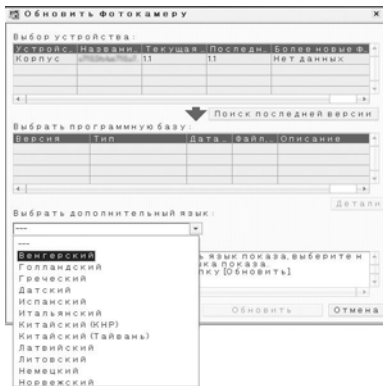 Обновить фотокамеру
Выбор устройства:
Устройс... Названи... Текущая... Последн... Более новые ф...
Корпус 1.1 1.1 Нет данных
Поиск последней версии
Выбрать программную базу:
Версия Тип Дата... Файл... Описание
Детали
Выбрать дополнительный язык:
---
---
Венгерский
ь язык показа, выберите н
Голландский
ка показа.
Греческий
пку [Обновить]
Датский
Испанский
Обновить Отмена
Итальянский
Китайский (КНР)
Китайский (Тайвань)
Латвийский
Литовский
Немецкий
Норвежский